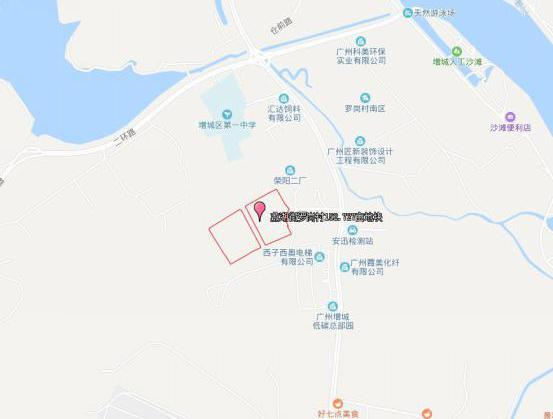 天然游泳场
仓前路
广州科奥环保
实业有限公司
增城人工沙滩
汇达饲料
有限公司
罗岗村南区
增城区第一中学
沙滩便利店
二环路
广州匠新装饰设计
工程有限公司
荣阳二厂
安迅检测站
西子西奥电梯
有限公司
广州茜美化纤
有限公司
广州增城
低碳总部园
好七点美食